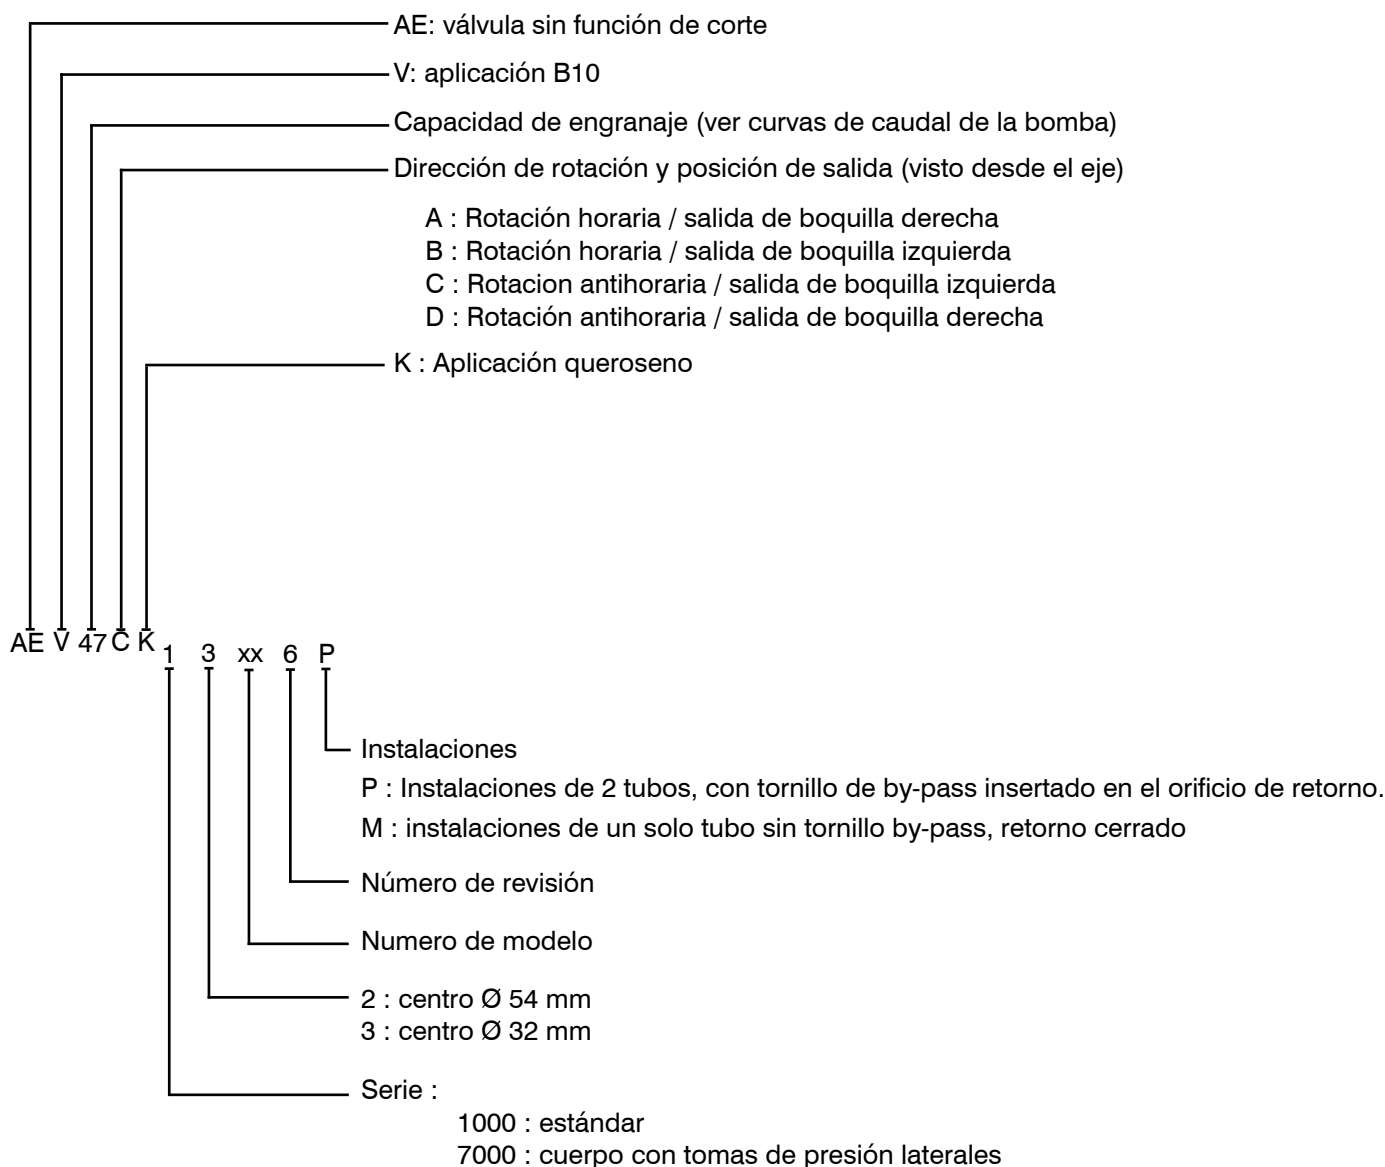 AE: válvula sin función de corte
V: aplicación B10
Capacidad de engranaje (ver curvas de caudal de la bomba)
Dirección de rotación y posición de salida (visto desde el eje)
A : Rotación horaria / salida de boquilla derecha
B : Rotación horaria / salida de boquilla izquierda
C : Rotacion antihoraria / salida de boquilla izquierda
D : Rotación antihoraria / salida de boquilla derecha
K : Aplicación queroseno
AE V 47 C K 1 3 xx 6 P
Instalaciones
P : Instalaciones de 2 tubos, con tornillo de by-pass insertado en el orificio de retorno.
M : instalaciones de un solo tubo sin tornillo by-pass, retorno cerrado
Número de revisión
Numero de modelo
2 : centro Ø 54 mm
3 : centro Ø 32 mm
Serie :
1000 : estándar
7000 : cuerpo con tomas de presión laterales